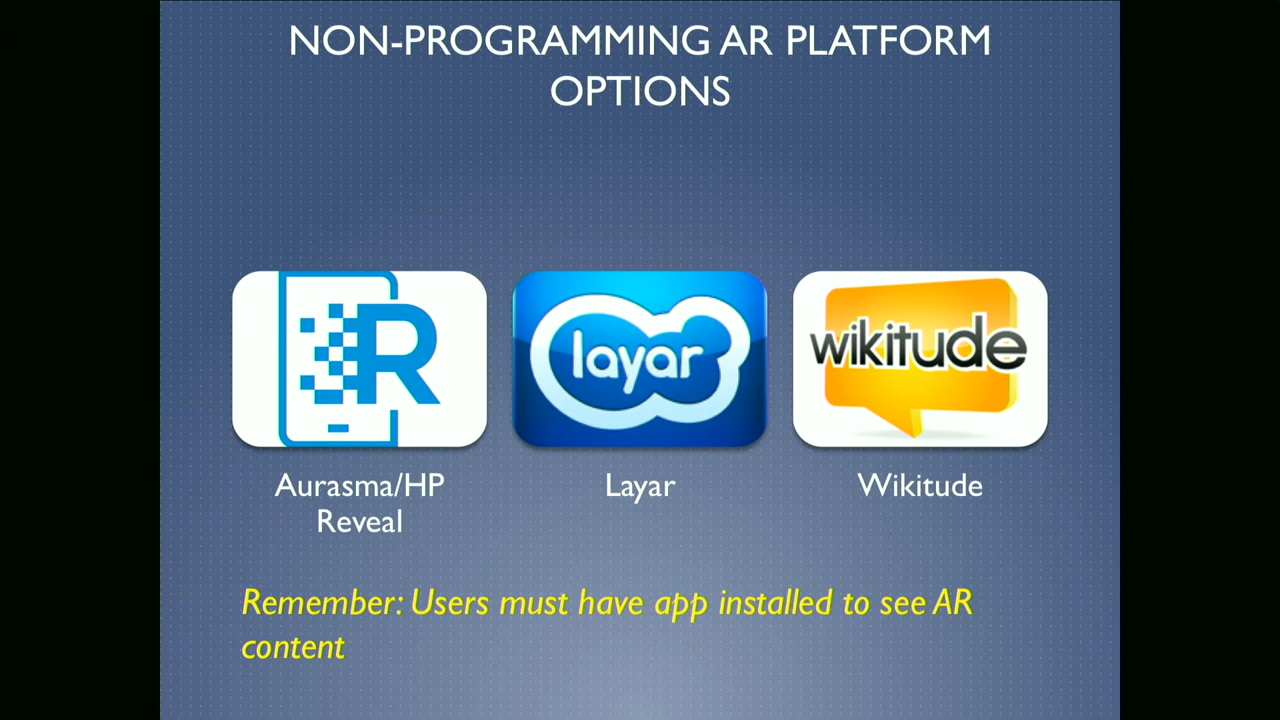 NON-PROGRAMMING AR PLATFORM
OPTIONS
R
layar
wikitude
Aurasma/HP
Reveal
Layar
Wikitude
Remember: Users must have app installed to see AR
content